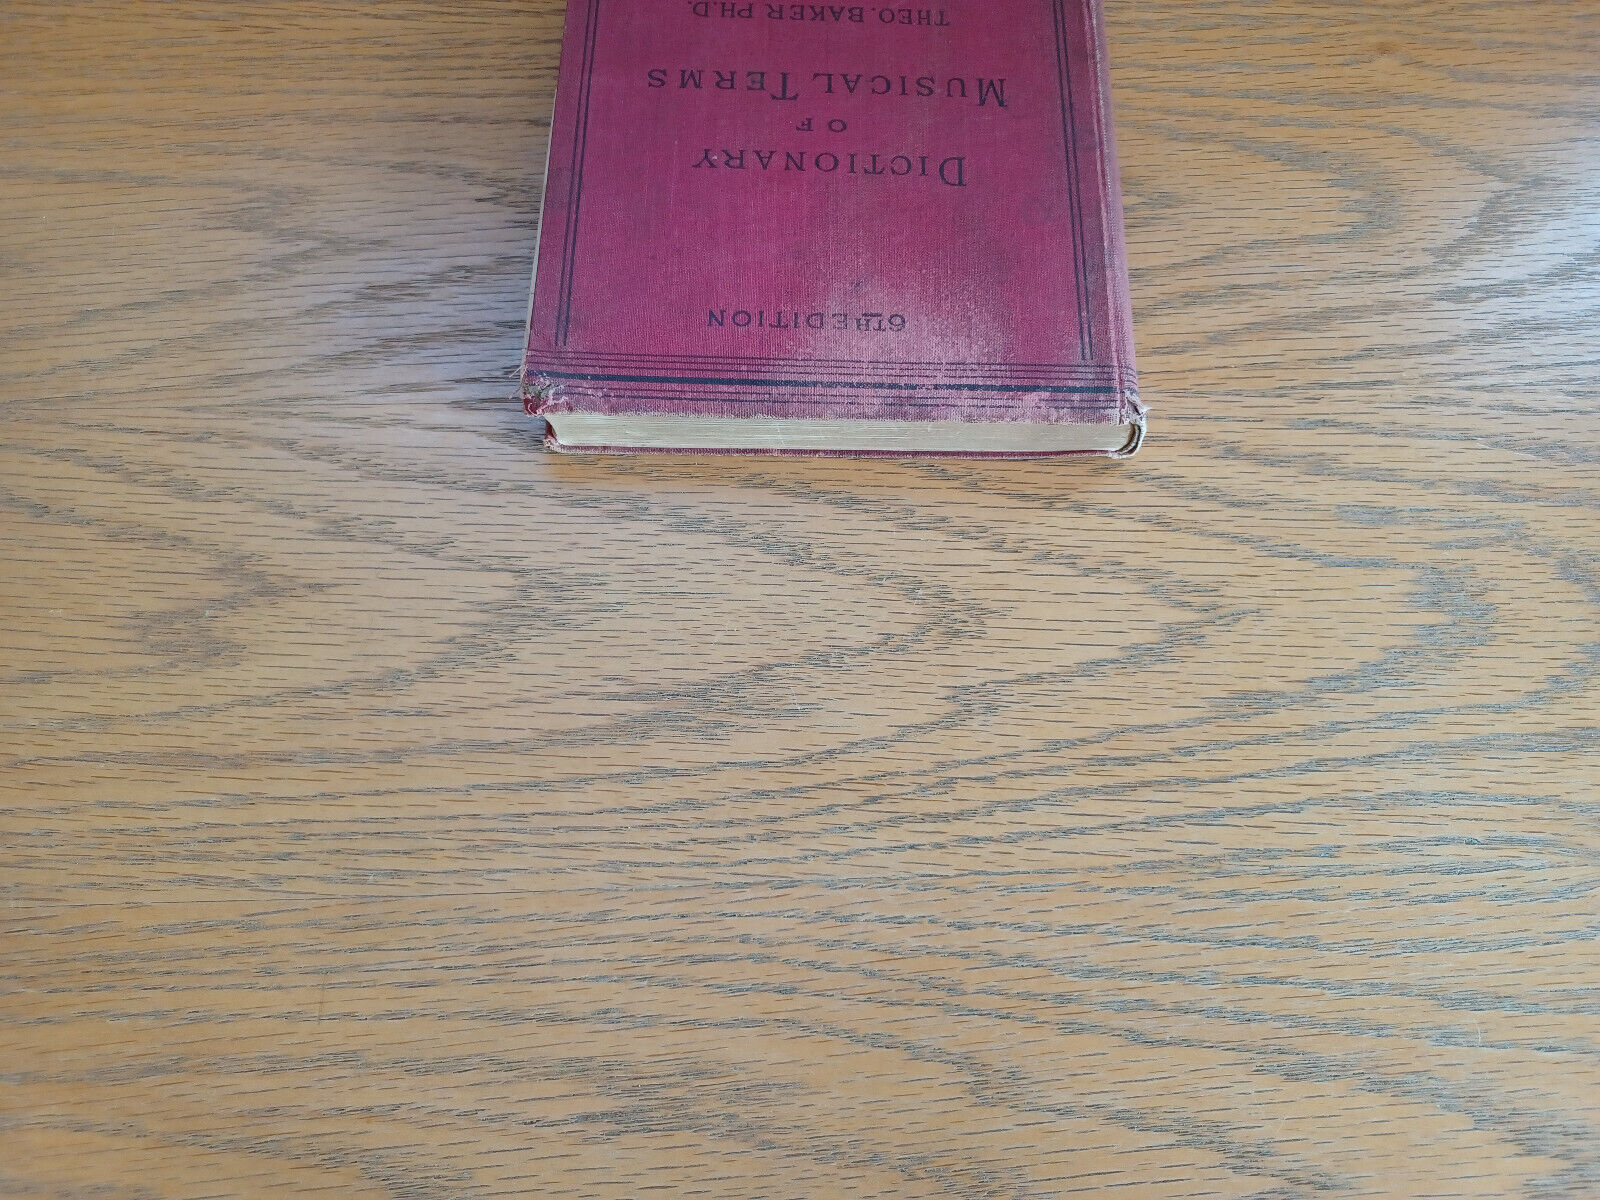 6TH EDITION
DICTIONARY
OF
MUSICAL TERMS
THEO. BAKER PH.D.